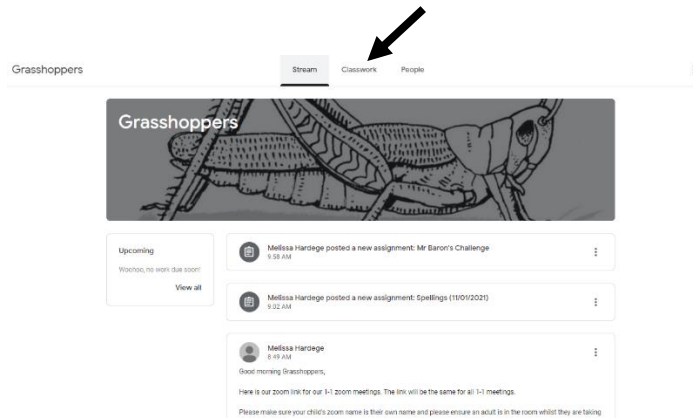 Grasshoppers
Stream Classwork People
Grasshoppers
Upcoming
Woohoo, no work due soon!
View all
Melissa Hardege posted a new assignment: Mr Baron's Challenge
9:58 AM
Melissa Hardege posted a new assignment: Spellings (11/01/2021)
9:02 AM
Melissa Hardege
8:49 AM
Good morning Grasshoppers,
Here is our zoom link for our 1-1 zoom meetings. The link will be the same for all 1-1 meetings.
Please make sure your child's zoom name is their own name and please ensure an adult is in the room whilst they are taking